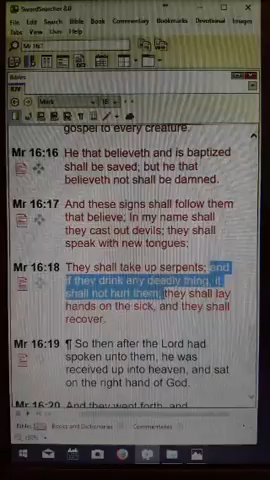 SwordSearcher 8.0
File Edit Search Bible Book Commentary Bookmarks Devotional Images
Tabs View Uses Help
Mr 16:
Bibles
KJV
Mark 16
gospel to every creature.
Mr 16:16 He that believeth and is baptized
shall be saved; but he that
believeth not shall be damned.
Mr 16:17 And these signs shall follow them
that believe; In my name shall
they cast out devils; they shall
speak with new tongues;
Mr 16:18 They shall take up serpents; and
if they drink any deadly thing, it
shall not hurt them; they shall lay
hands on the sick, and they shall
recover.
Mr 16:19 ¶ So then after the Lord had
spoken unto them, he was
received up into heaven, and sat
on the right hand of God.
Mr 16:20 And they went forth, and
Bibles Books and Dictionaries Commentaries